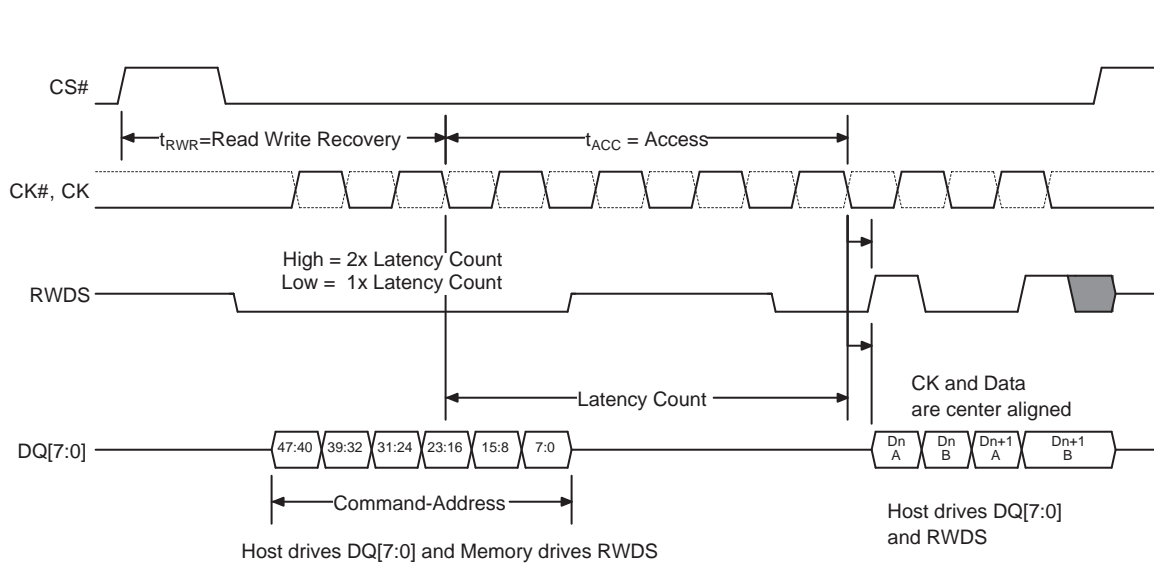 CS#
tRWR=Read Write Recovery
tACC = Access
CK#, CK
High = 2x Latency Count
Low = 1x Latency Count
RWDS
Latency Count
CK and Data
are center aligned
DQ[7:0]
47:40 39:32 31:24 23:16 15:8 7:0
Dn Dn Dn+1 Dn+1
A B A B
Command-Address
Host drives DQ[7:0]
and RWDS
Host drives DQ[7:0] and Memory drives RWDS